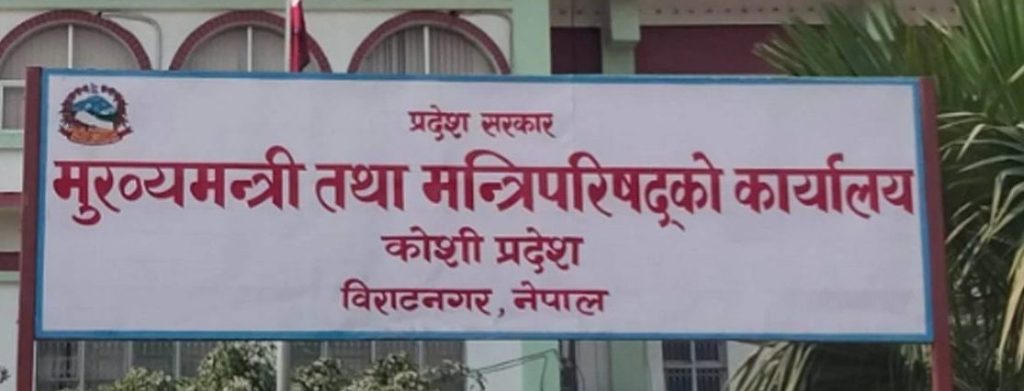 प्रदेश सरकार
मुख्यमन्त्री तथा मन्त्रिपरिषद्को कार्यालय
कोशी प्रदेश
विराटनगर, नेपाल